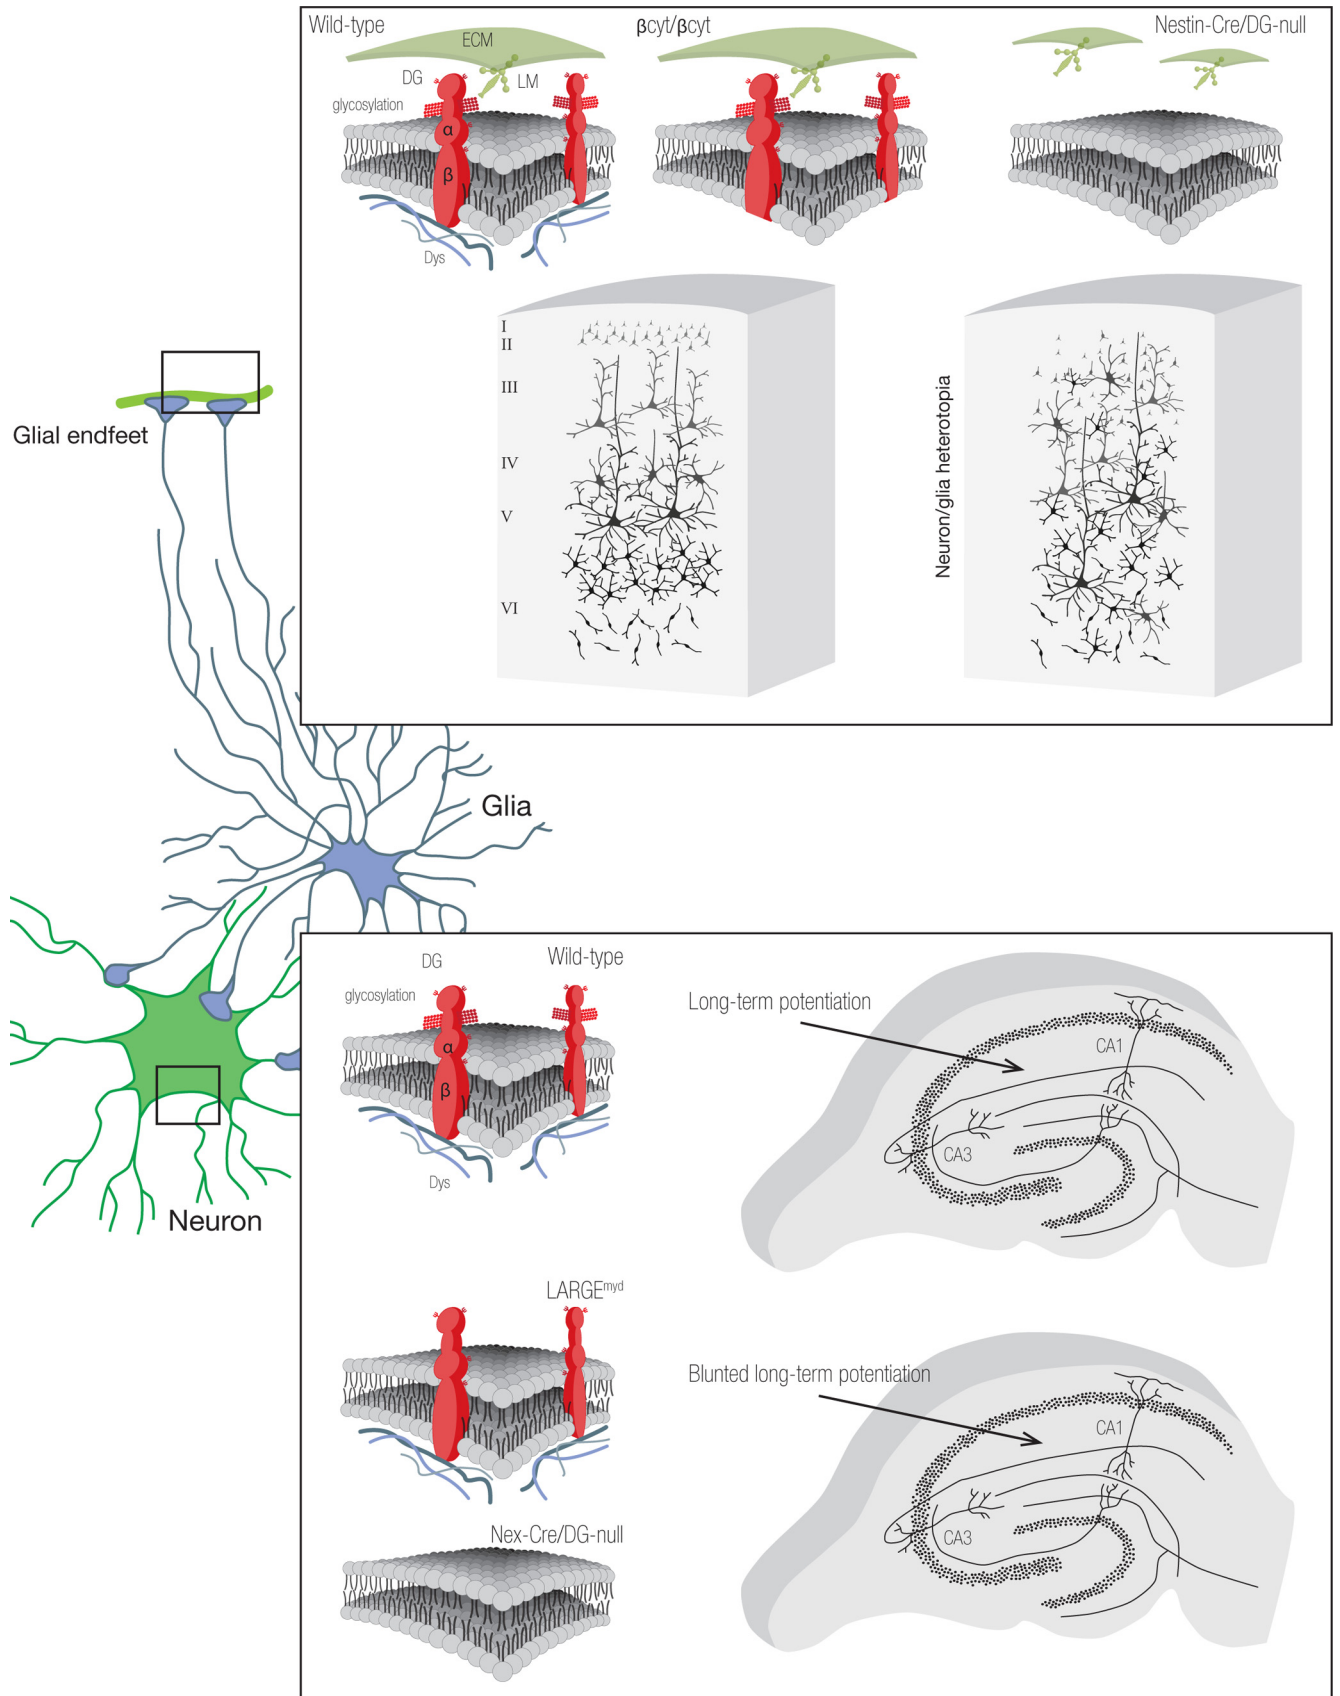 Wild-type
βcyt/βcyt
Nestin-Cre/DG-null
ECM
DG
LM
glycosylation
α
β
Dys
I
II
III
IV
V
VI
Neuron/glia heterotopia
Glial endfeet
Glia
Neuron
DG
Wild-type
glycosylation
α
β
Dys
Long-term potentiation
CA1
CA3
LARGEmyd
Blunted long-term potentiation
CA1
CA3
Nex-Cre/DG-null